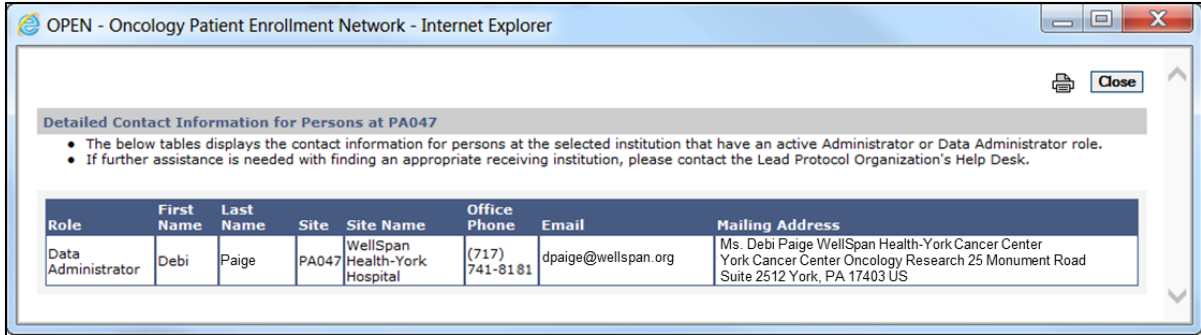 OPEN - Oncology Patient Enrollment Network - Internet Explorer
Close
Detailed Contact Information for Persons at PA047
• The below tables displays the contact information for persons at the selected institution that have an active Administrator or Data Administrator role.
• If further assistance is needed with finding an appropriate receiving institution, please contact the Lead Protocol Organization's Help Desk.
Role First Name Last Name Site Site Name Office Phone Email Mailing Address
Data Administrator Debi Paige PA047 WellSpan Health-York Hospital (717) 741-8181 dpaige@wellspan.org Ms. Debi Paige WellSpan Health-York Cancer Center
York Cancer Center Oncology Research 25 Monument Road
Suite 2512 York, PA 17403 US